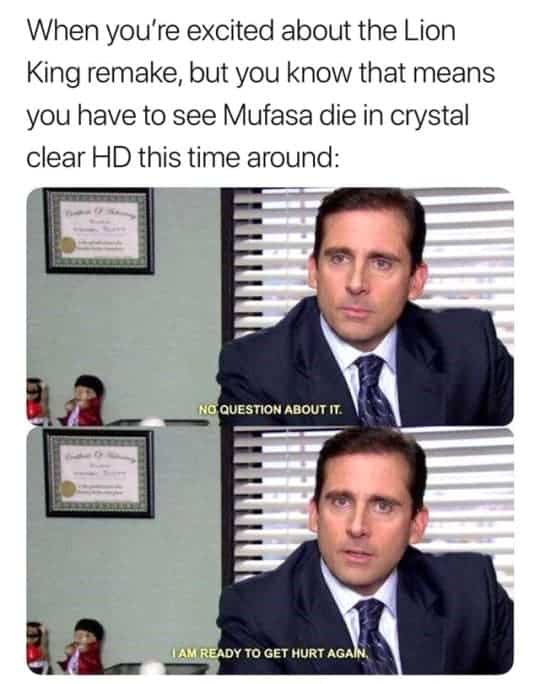 When you're excited about the Lion
King remake, but you know that means
you have to see Mufasa die in crystal
clear HD this time around:
NO QUESTION ABOUT IT.
I AM READY TO GET HURT AGAIN.